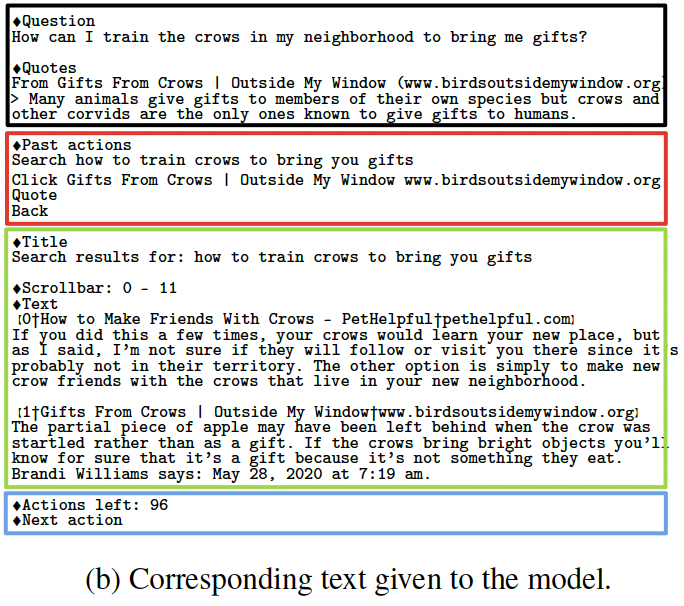 ♦Question
How can I train the crows in my neighborhood to bring me gifts?
♦Quotes
From Gifts From Crows | Outside My Window (www.birdsoutsidemywindow.org)
> Many animals give gifts to members of their own species but crows and
other corvids are the only ones known to give gifts to humans.
♦Past actions
Search how to train crows to bring you gifts
Click Gifts From Crows | Outside My Window www.birdsoutsidemywindow.org
Quote
Back
♦Title
Search results for: how to train crows to bring you gifts
♦Scrollbar: 0 - 11
♦Text
【0†How to Make Friends With Crows - PetHelpful†pethelpful.com】
If you did this a few times, your crows would learn your new place, but
as I said, I'm not sure if they will follow or visit you there since it s
probably not in their territory. The other option is simply to make new
crow friends with the crows that live in your new neighborhood.
【1†Gifts From Crows | Outside My Window†www.birdsoutsidemywindow.org】
The partial piece of apple may have been left behind when the crow was
startled rather than as a gift. If the crows bring bright objects you'll
know for sure that it's a gift because it's not something they eat.
Brandi Williams says: May 28, 2020 at 7:19 am.
♦Actions left: 96
♦Next action
(b) Corresponding text given to the model.